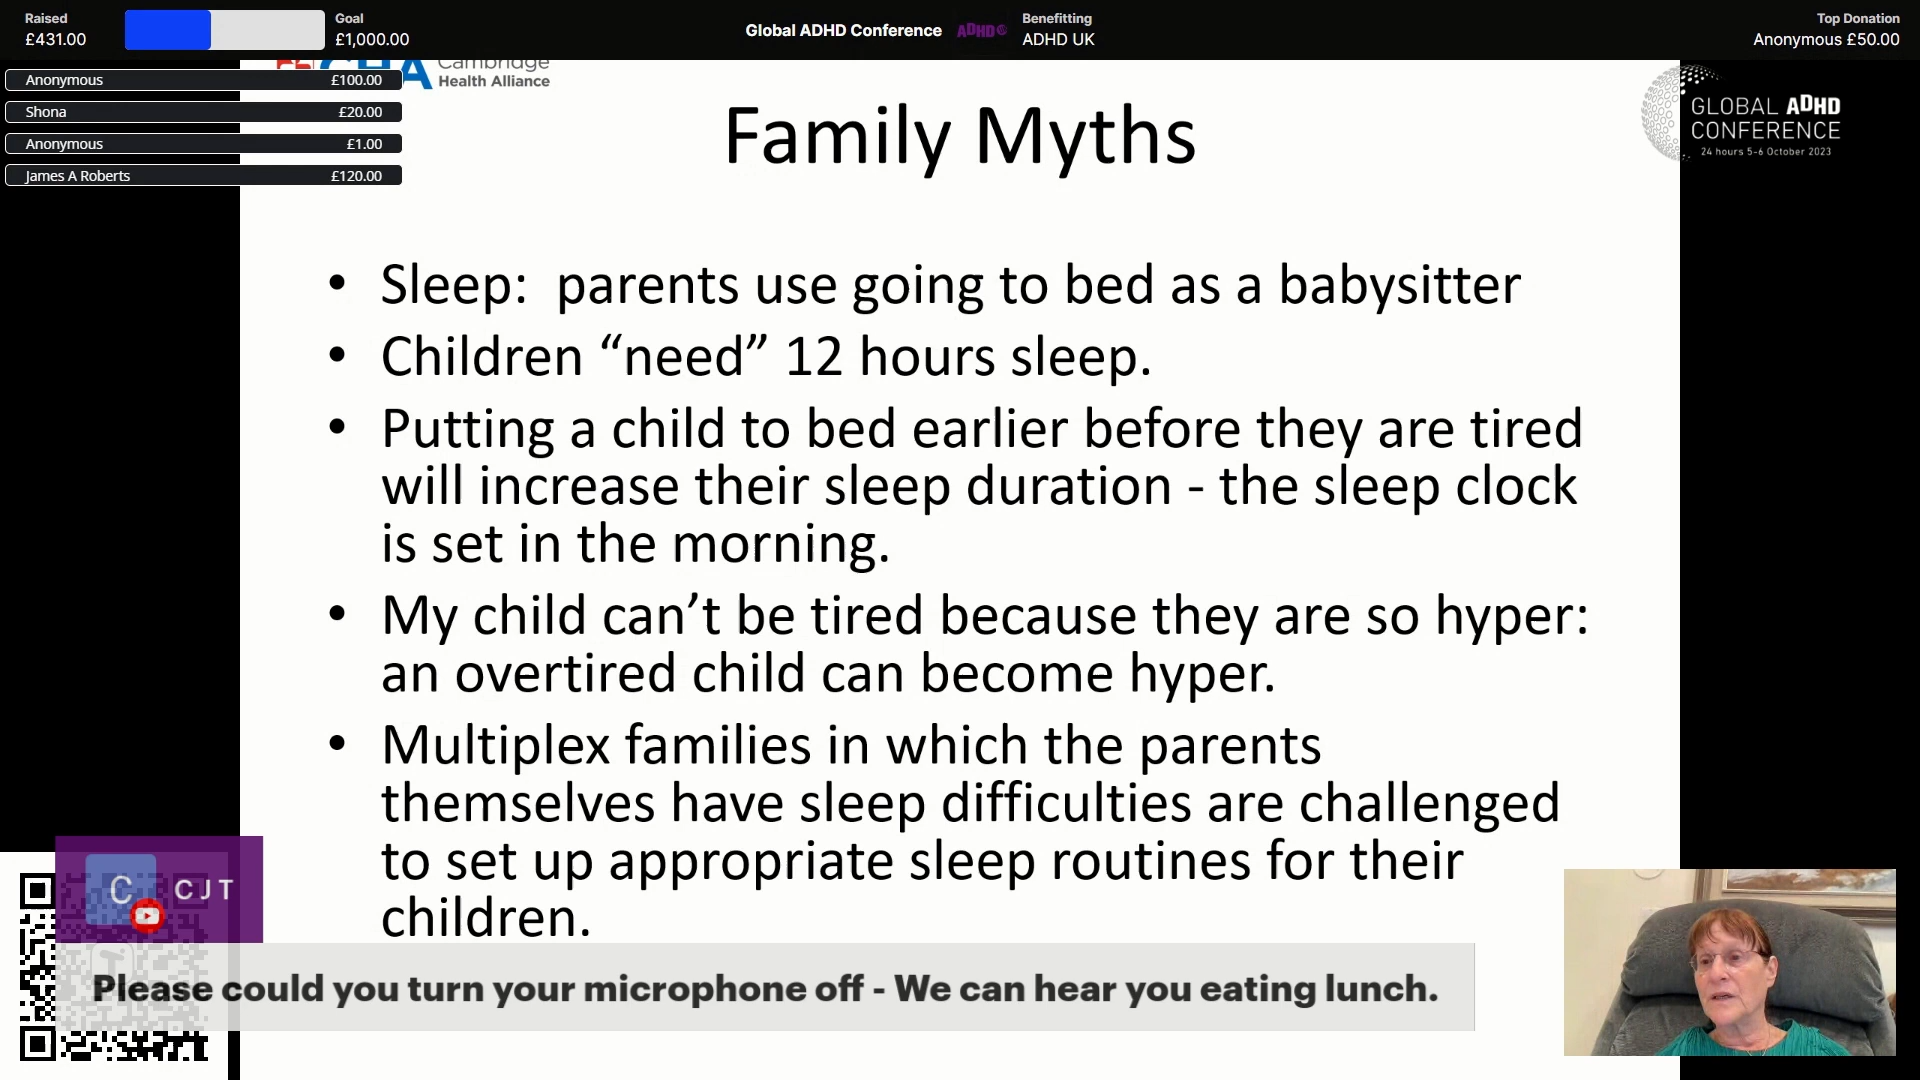 Raised
£431.00
Goal
£1,000.00
Global ADHD Conference
ADHD
Benefitting
ADHD UK
Top Donation
Anonymous £50.00
Anonymous £100.00
Shona £20.00
Anonymous £1.00
James A Roberts £120.00
CHA
Cambridge
Health Alliance
GLOBAL ADHD
CONFERENCE
24 hours 5-6 October 2023
Family Myths
• Sleep: parents use going to bed as a babysitter
• Children “need” 12 hours sleep.
• Putting a child to bed earlier before they are tired
will increase their sleep duration - the sleep clock
is set in the morning.
• My child can’t be tired because they are so hyper:
an overtired child can become hyper.
• Multiplex families in which the parents
themselves have sleep difficulties are challenged
to set up appropriate sleep routines for their
children.
C
CJT
Please could you turn your microphone off - We can hear you eating lunch.